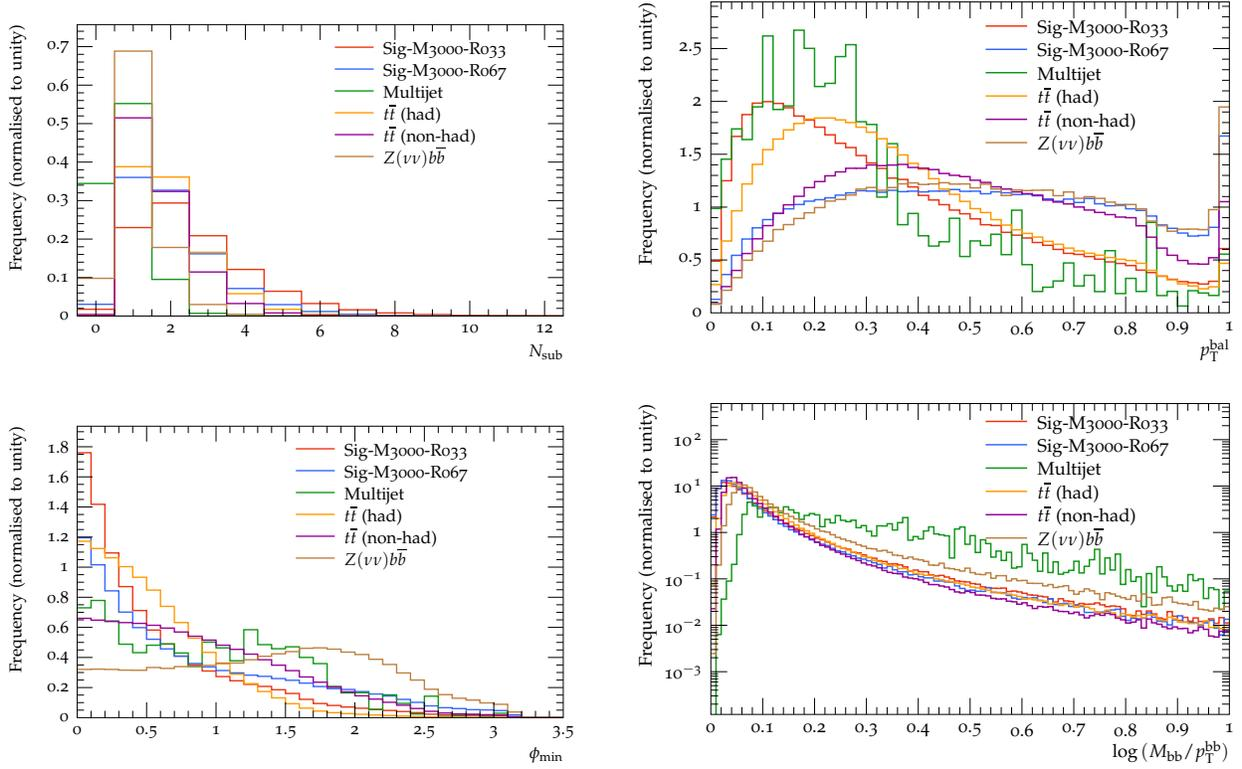 Frequency (normalised to unity)
0.7
0.6
0.5
0.4
0.3
0.2
0.1
0
0 2 4 6 8 10 12
N_sub
Sig-M3000-R033
Sig-M3000-R067
Multijet
tt̅ (had)
tt̅ (non-had)
Z(νν)bb̅
Frequency (normalised to unity)
2.5
2
1.5
1
0.5
0
0 0.1 0.2 0.3 0.4 0.5 0.6 0.7 0.8 0.9 1
p_T^bal
Sig-M3000-R033
Sig-M3000-R067
Multijet
tt̅ (had)
tt̅ (non-had)
Z(νν)bb̅
Frequency (normalised to unity)
1.8
1.6
1.4
1.2
1
0.8
0.6
0.4
0.2
0
0 0.5 1 1.5 2 2.5 3 3.5
ϕ_min
Sig-M3000-R033
Sig-M3000-R067
Multijet
tt̅ (had)
tt̅ (non-had)
Z(νν)bb̅
Frequency (normalised to unity)
10^2
10^1
1
10^−1
10^−2
10^−3
0 0.1 0.2 0.3 0.4 0.5 0.6 0.7 0.8 0.9 1
log (M_bb/p_T^bb)
Sig-M3000-R033
Sig-M3000-R067
Multijet
tt̅ (had)
tt̅ (non-had)
Z(νν)bb̅